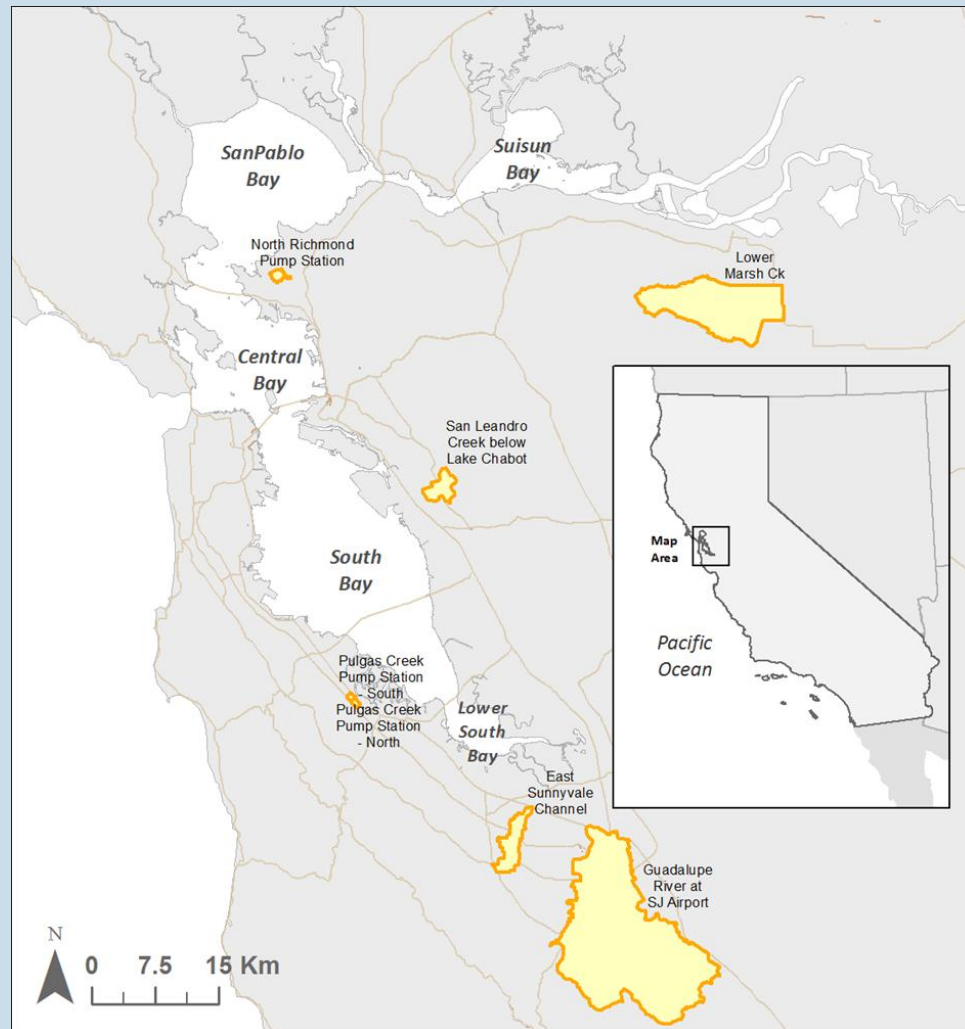 SanPablo
Bay
Suisun
Bay
North Richmond
Pump Station
Lower
Marsh Ck
Central
Bay
San Leandro
Creek below
Lake Chabot
Map
Area
South
Bay
Pacific
Ocean
Pulgas Creek
Pump Station
- South
Pulgas Creek
Pump Station
- North
Lower
South
Bay
East
Sunnyvale
Channel
Guadalupe
River at
SJ Airport
N
0 7.5 15 Km